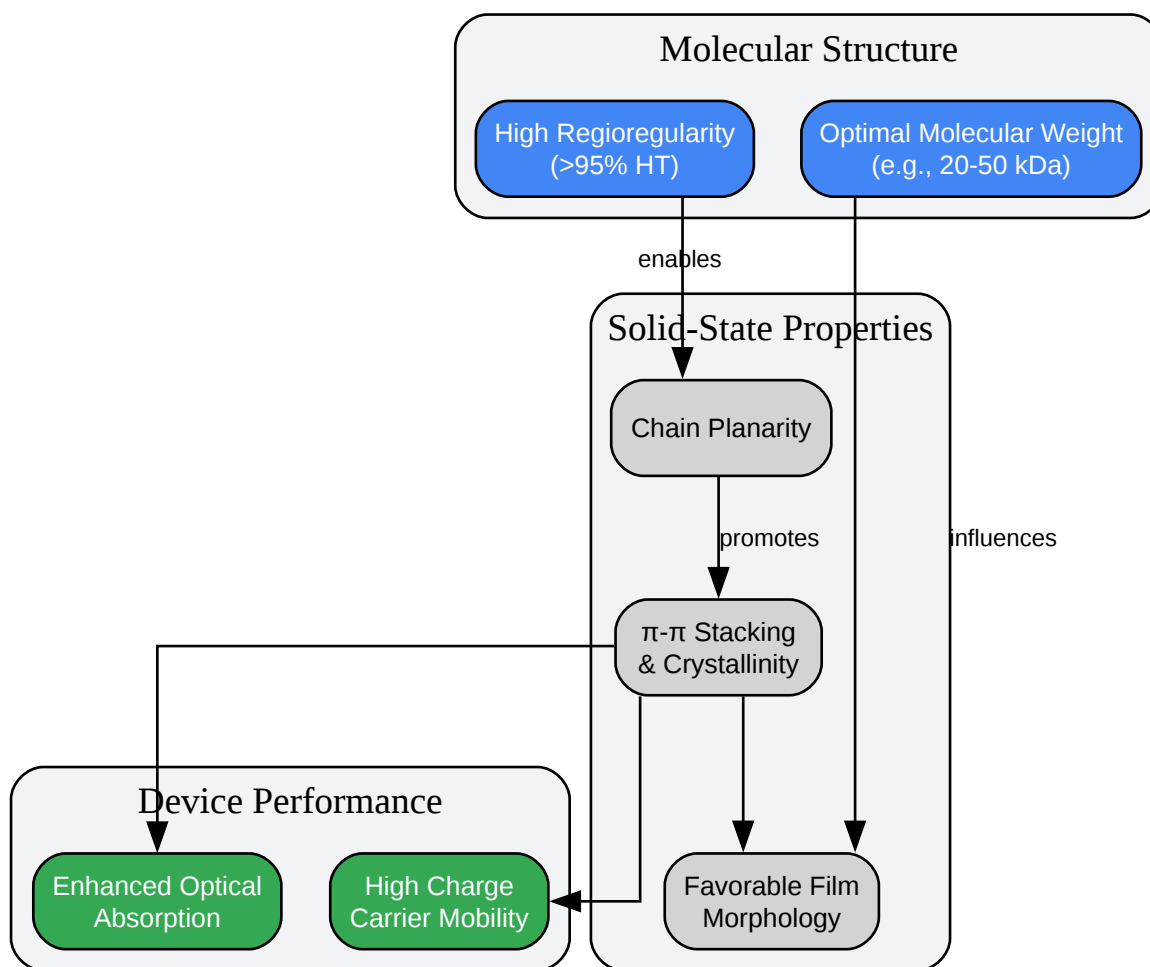 Molecular Structure
High Regioregularity
(>95% HT)
Optimal Molecular Weight
(e.g., 20-50 kDa)
enables
Solid-State Properties
Chain Planarity
promotes
influences
π-π Stacking
& Crystallinity
Device Performance
Enhanced Optical
Absorption
High Charge
Carrier Mobility
Favorable Film
Morphology